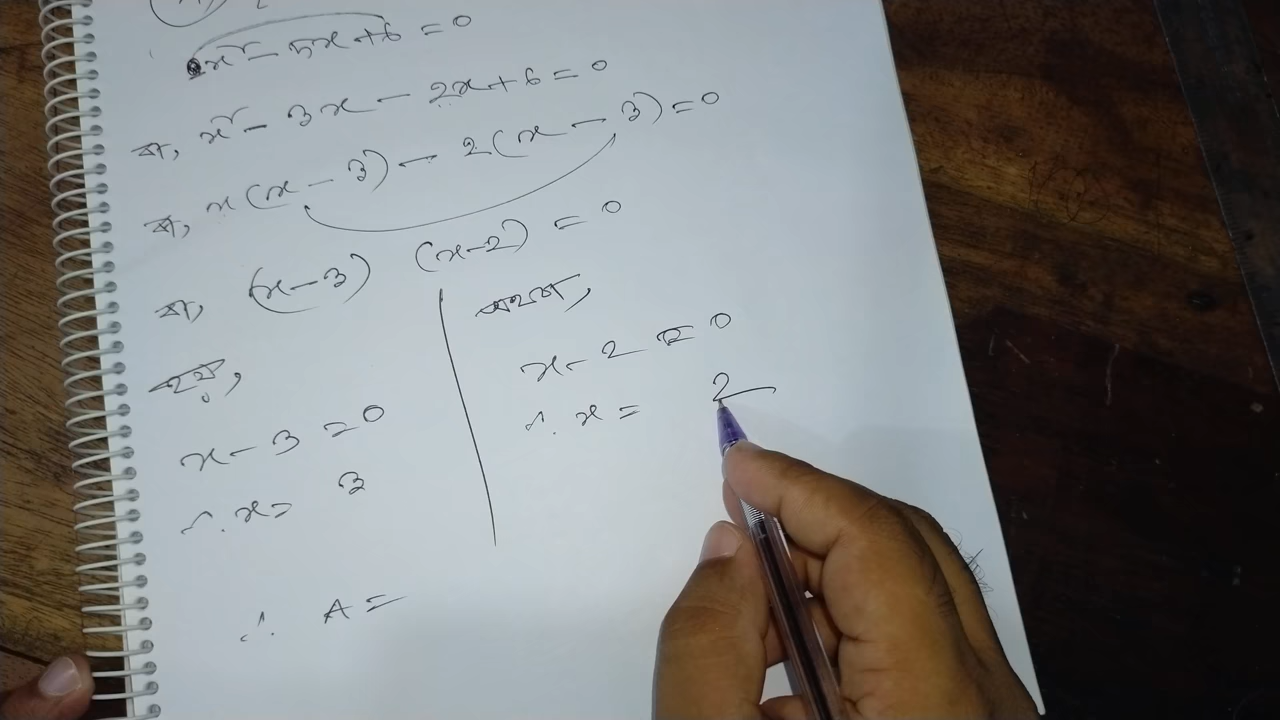 x² - 5x + 6 = 0
বা, x² - 3x - 2x + 6 = 0
বা, x(x - 3) - 2(x - 3) = 0
বা, (x - 3) (x - 2) = 0
হয়,
x - 3 = 0
∴ x = 3
অথবা,
x - 2 = 0
∴ x = 2
∴ A =